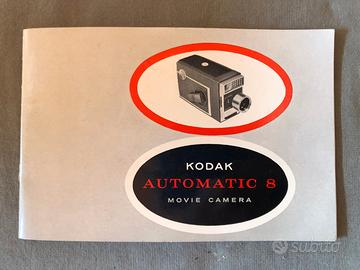 KODAK
AUTOMATIC 8
MOVIE CAMERA
subito